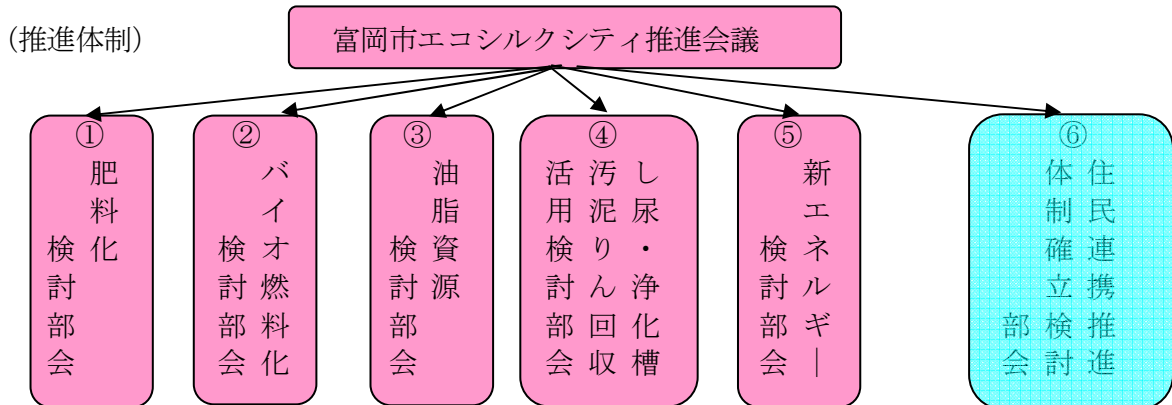 (推進体制)
富岡市エコシルクシティ推進会議
①
肥料化
検討部会
②
バイオ燃料化
検討部会
③
油脂資源
検討部会
④
し尿・浄化槽
汚泥りん回収
活用検討部会
⑤
新エネルギー
検討部会
⑥
住民連携推進
体制確立検討
部会